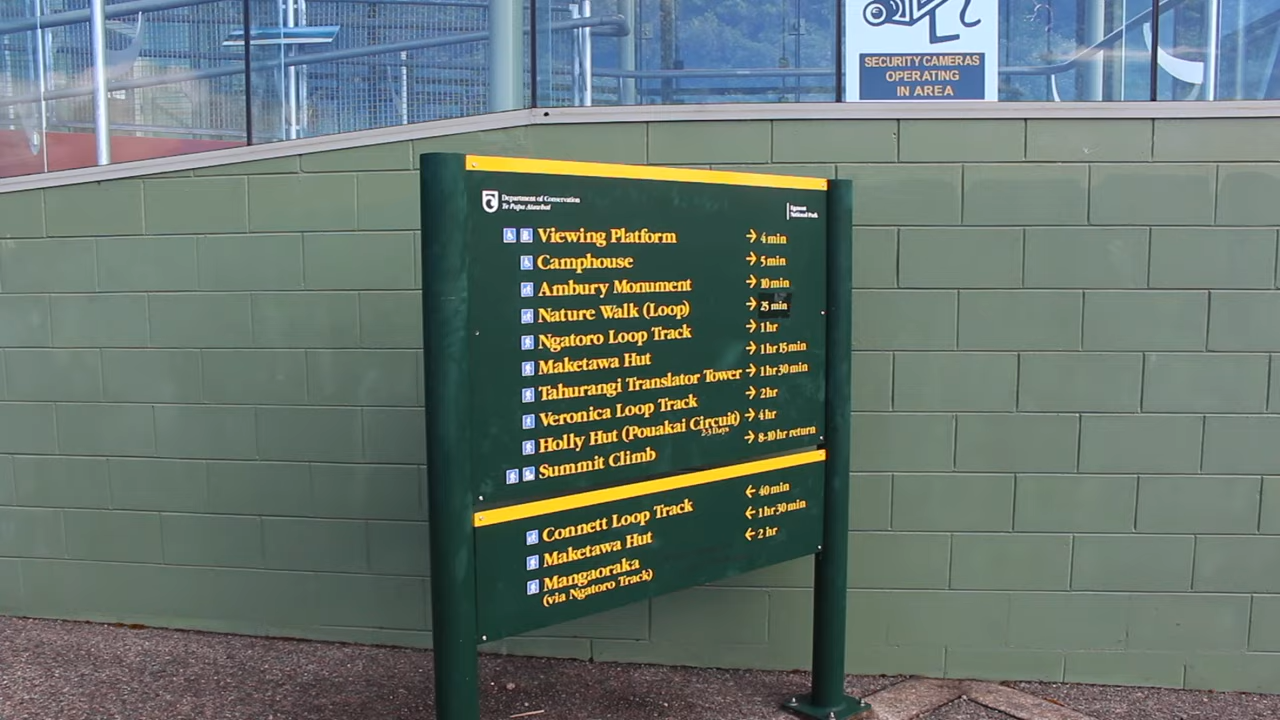 SECURITY CAMERAS
OPERATING
IN AREA
Department of Conservation
Te Papa Atawhai
Egmont
National Park
Viewing Platform → 4 min
Camphouse → 5 min
Ambury Monument → 10 min
Nature Walk (Loop) → 25 min
Ngatoro Loop Track → 1 hr
Maketawa Hut → 1 hr 15 min
Tahurangi Translator Tower → 1 hr 30 min
Veronica Loop Track → 2 hr
Holly Hut (Pouakai Circuit) → 4 hr
2-3 Days
Summit Climb → 8-10 hr return
Connett Loop Track ← 40 min
Maketawa Hut ← 1 hr 30 min
Mangaoraka ← 2 hr
(via Ngatoro Track)